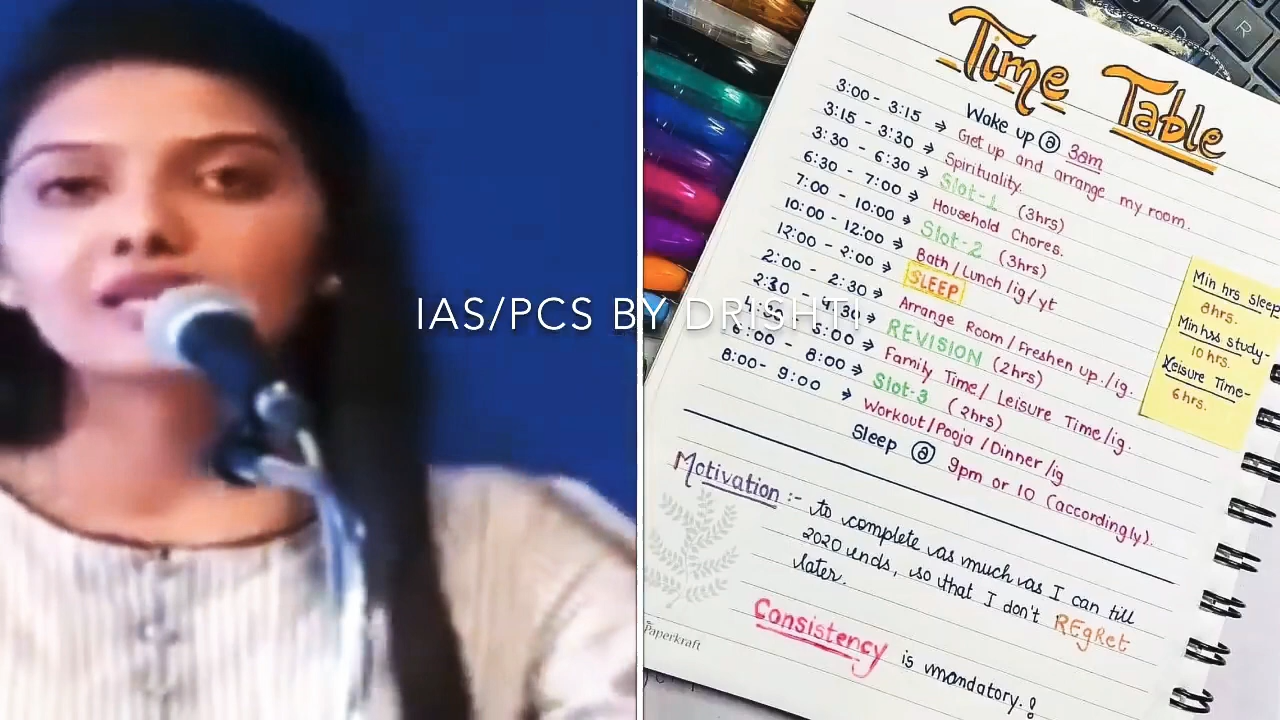 IAS/PCS BY DRISHTI
Time Table
Wake up @ 3am
3:00 - 3:15 → Get up and arrange my room.
3:15 - 3:30 → Spirituality.
3:30 - 6:30 → Slot-1 (3hrs)
6:30 - 7:00 → Household Chores.
7:00 - 10:00 → Slot-2 (3hrs)
10:00 - 12:00 → Bath/Lunch/ig/yt
12:00 - 2:00 → SLEEP
2:00 - 2:30 → Arrange Room/Freshen up./ig.
2:30 - 4:30 → REVISION (2hrs)
4:30 - 5:00 → Family Time/Leisure Time/ig.
6:00 - 8:00 → Slot-3 (2hrs)
8:00- 9:00 → Workout/Pooja/Dinner/ig
Sleep @ 9pm or 10 (accordingly).
Min hrs sleep
8hrs.
Min hrs study-
10 hrs.
Leisure Time-
6 hrs.
Motivation :- to complete as much as I can till
2020 ends, so that I don't REgRet
later.
Consistency is mandatory.!
Paperkraft
R